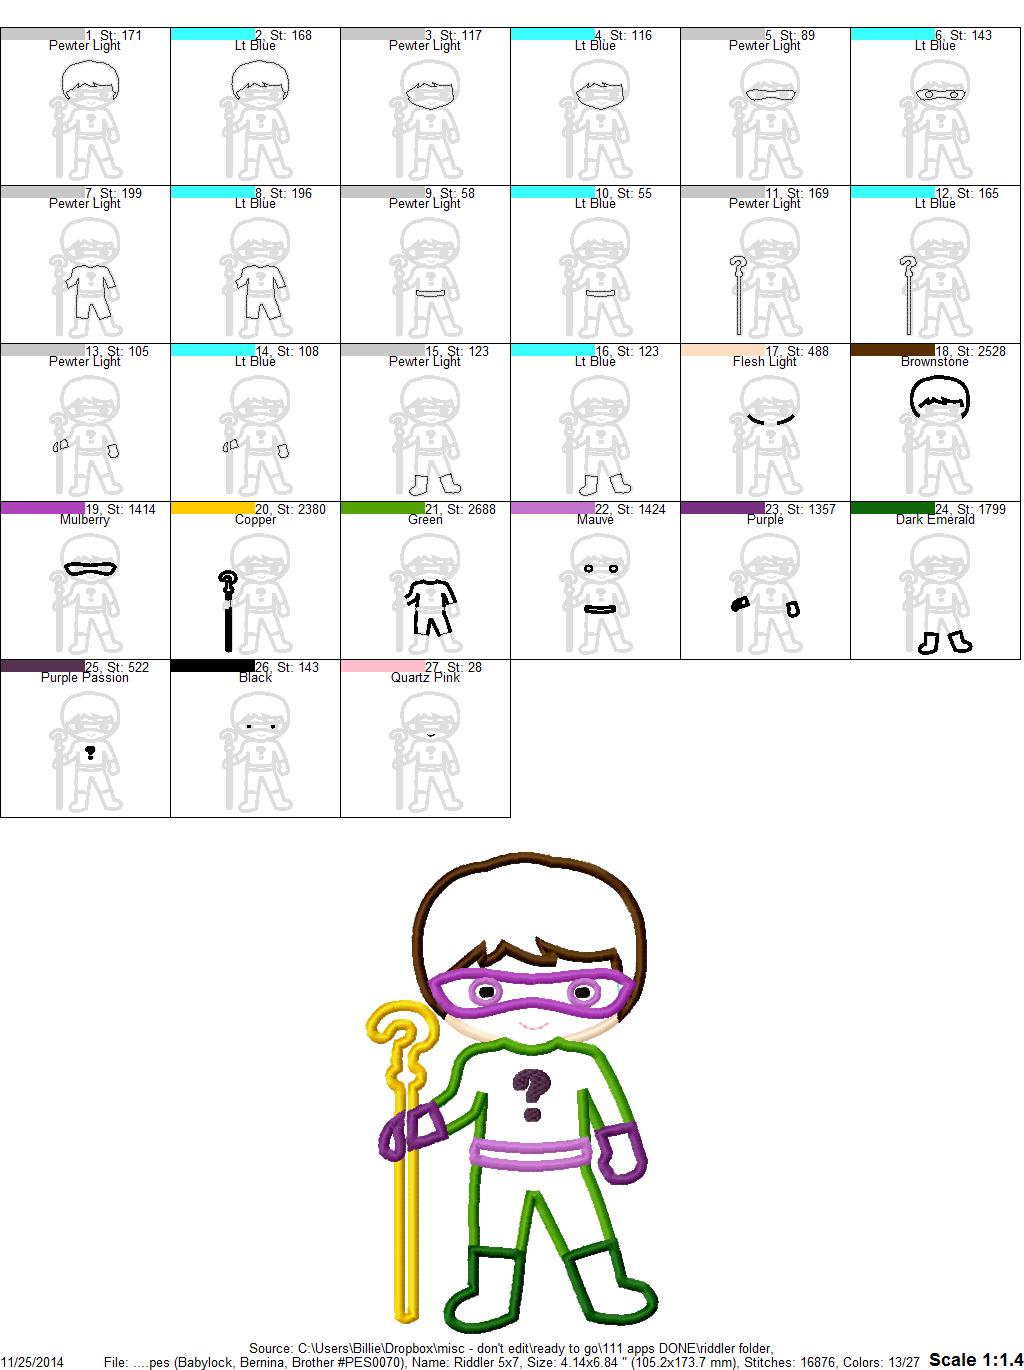 1, St: 171
Pewter Light
2, St: 168
Lt Blue
3, St: 117
Pewter Light
4, St: 116
Lt Blue
5, St: 89
Pewter Light
6, St: 143
Lt Blue
?
?
?
?
?
?
7, St: 199
Pewter Light
8, St: 196
Lt Blue
9, St: 58
Pewter Light
10, St: 55
Lt Blue
11, St: 169
Pewter Light
12, St: 165
Lt Blue
?
?
?
?
?
?
13, St: 105
Pewter Light
14, St: 108
Lt Blue
15, St: 123
Pewter Light
16, St: 123
Lt Blue
17, St: 488
Flesh Light
18, St: 2528
Brownstone
?
?
?
?
?
?
19, St: 1414
Mulberry
20, St: 2380
Copper
21, St: 2688
Green
22, St: 1424
Mauve
23, St: 1357
Purple
24, St: 1799
Dark Emerald
?
?
?
?
?
?
25, St: 522
Purple Passion
26, St: 143
Black
27, St: 28
Quartz Pink
?
?
?
?
Source: C:\Users\Billie\Dropbox\misc - don't edit\ready to go\111 apps DONE\riddler folder,
11/25/2014 File: ....pes (Babylock, Bernina, Brother #PES0070), Name: Riddler 5x7, Size: 4.14x6.84 " (105.2x173.7 mm), Stitches: 16876, Colors: 13/27 Scale 1:1.4